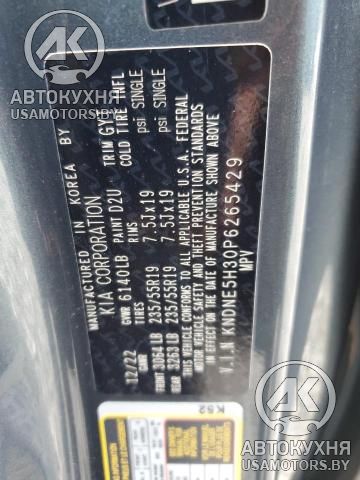 АВТОКУХНЯ
USAMOTORS.BY
MANUFACTURED IN KOREA BY
KIA CORPORATION
12/22 GVWR 6140LB PAINT D2U TRIM
GWR TIRES RIMS COLD TIRE INFL
FRONT 3064LB 235/55R19 7.5Jx19 psi SINGLE
REAR 3263LB 235/55R19 7.5Jx19 psi SINGLE
THIS VEHICLE CONFORMS TO ALL APPLICABLE U.S.A. FEDERAL
MOTOR VEHICLE SAFETY AND THEFT PREVENTION STANDARDS
IN EFFECT ON THE DATE OF MANUFACTURE SHOWN ABOVE
V.I.N KNDNE5H30P6265429
MPV
K52
АВТОКУХНЯ
USAMOTORS.BY